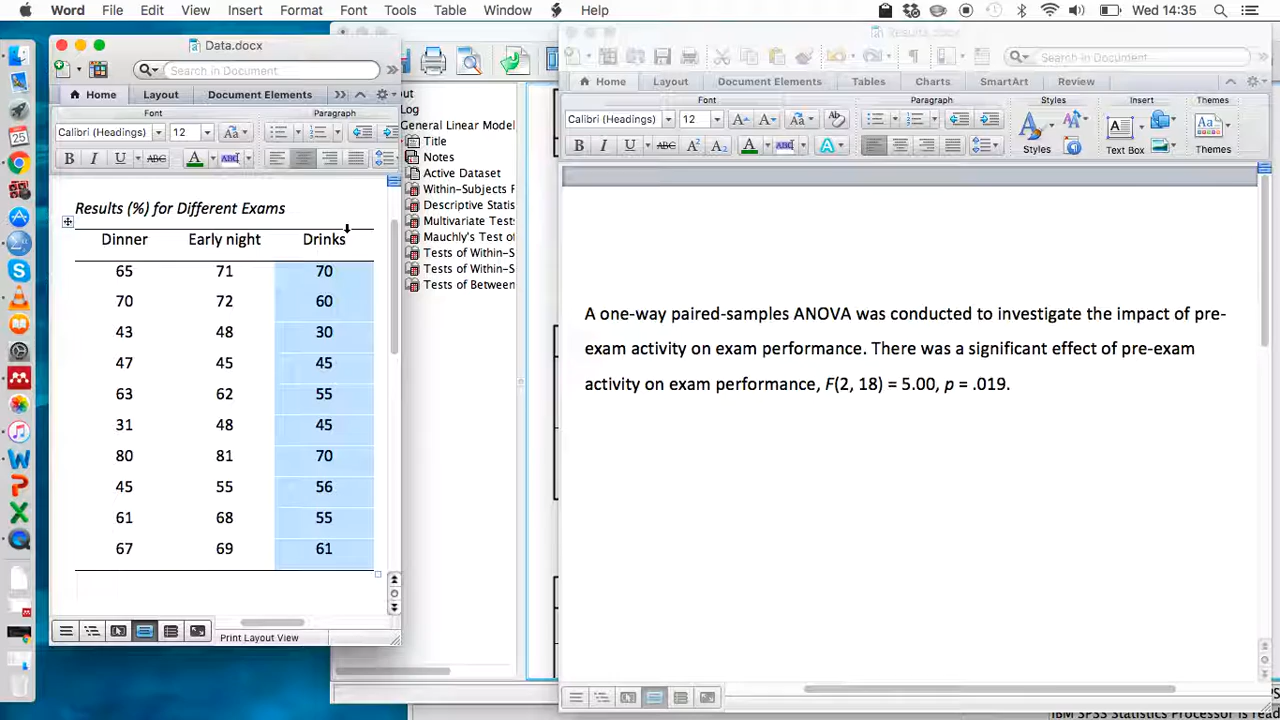 Word File Edit View Insert Format Font Tools Table Window Help Wed 14:35
Data.docx
Search in Document
Home Layout Document Elements
Font Paragraph
Calibri (Headings) 12
B I U ABC A
Results (%) for Different Exams
Dinner Early night Drinks
65 71 70
70 72 60
43 48 30
47 45 45
63 62 55
31 48 45
80 81 70
45 55 56
61 68 55
67 69 61
Print Layout View
out
Log
General Linear Model
Title
Notes
Active Dataset
Within-Subjects F
Descriptive Statis
Multivariate Test
Mauchly's Test o
Tests of Within-S
Tests of Within-S
Tests of Between
Results.docx
Search in Document
Home Layout Document Elements Tables Charts SmartArt Review
Font Paragraph Styles Insert Themes
Calibri (Headings) 12
B I U ABC A² A₂ A
Styles Text Box Themes
A one-way paired-samples ANOVA was conducted to investigate the impact of pre-
exam activity on exam performance. There was a significant effect of pre-exam
activity on exam performance, F(2, 18) = 5.00, p = .019.
IBM SPSS Statistics Processor is read